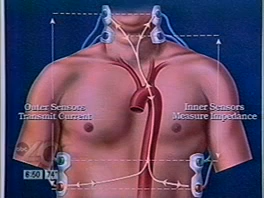 Outer Sensors
Transmit Current
Inner Sensors
Measure Impedance
6:50 74°